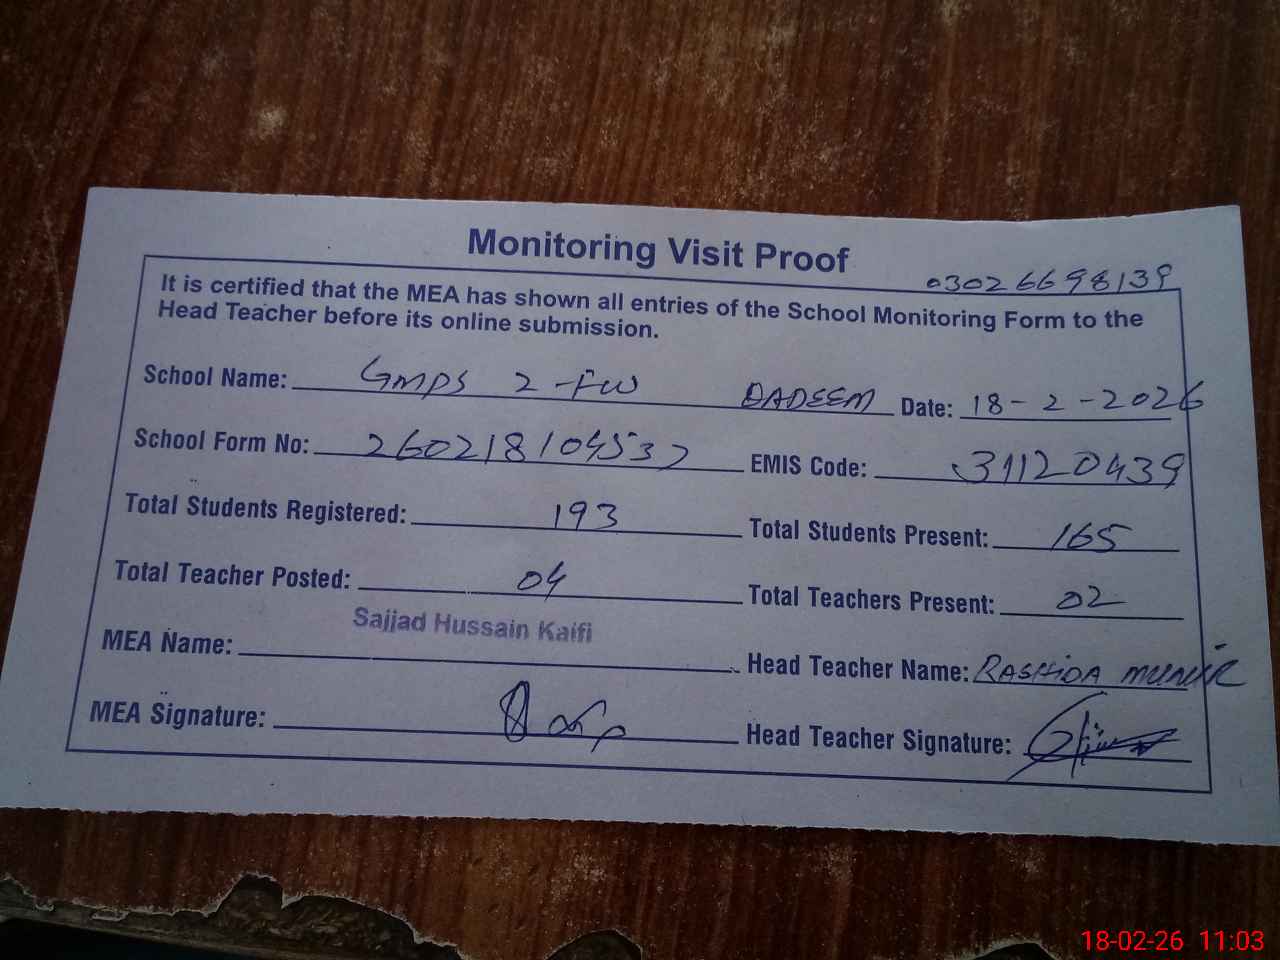 Monitoring Visit Proof
03026698139
It is certified that the MEA has shown all entries of the School Monitoring Form to the
Head Teacher before its online submission.
School Name: GMPS 2-FW QADEEM Date: 18-2-2026
School Form No: 260218104537 EMIS Code: 31120439
Total Students Registered: 193 Total Students Present: 165
Total Teacher Posted: 04 Total Teachers Present: 02
MEA Name: Sajjad Hussain Kaifi Head Teacher Name: RASHIDA MUNIR
MEA Signature: Head Teacher Signature:
18-02-26 11:03